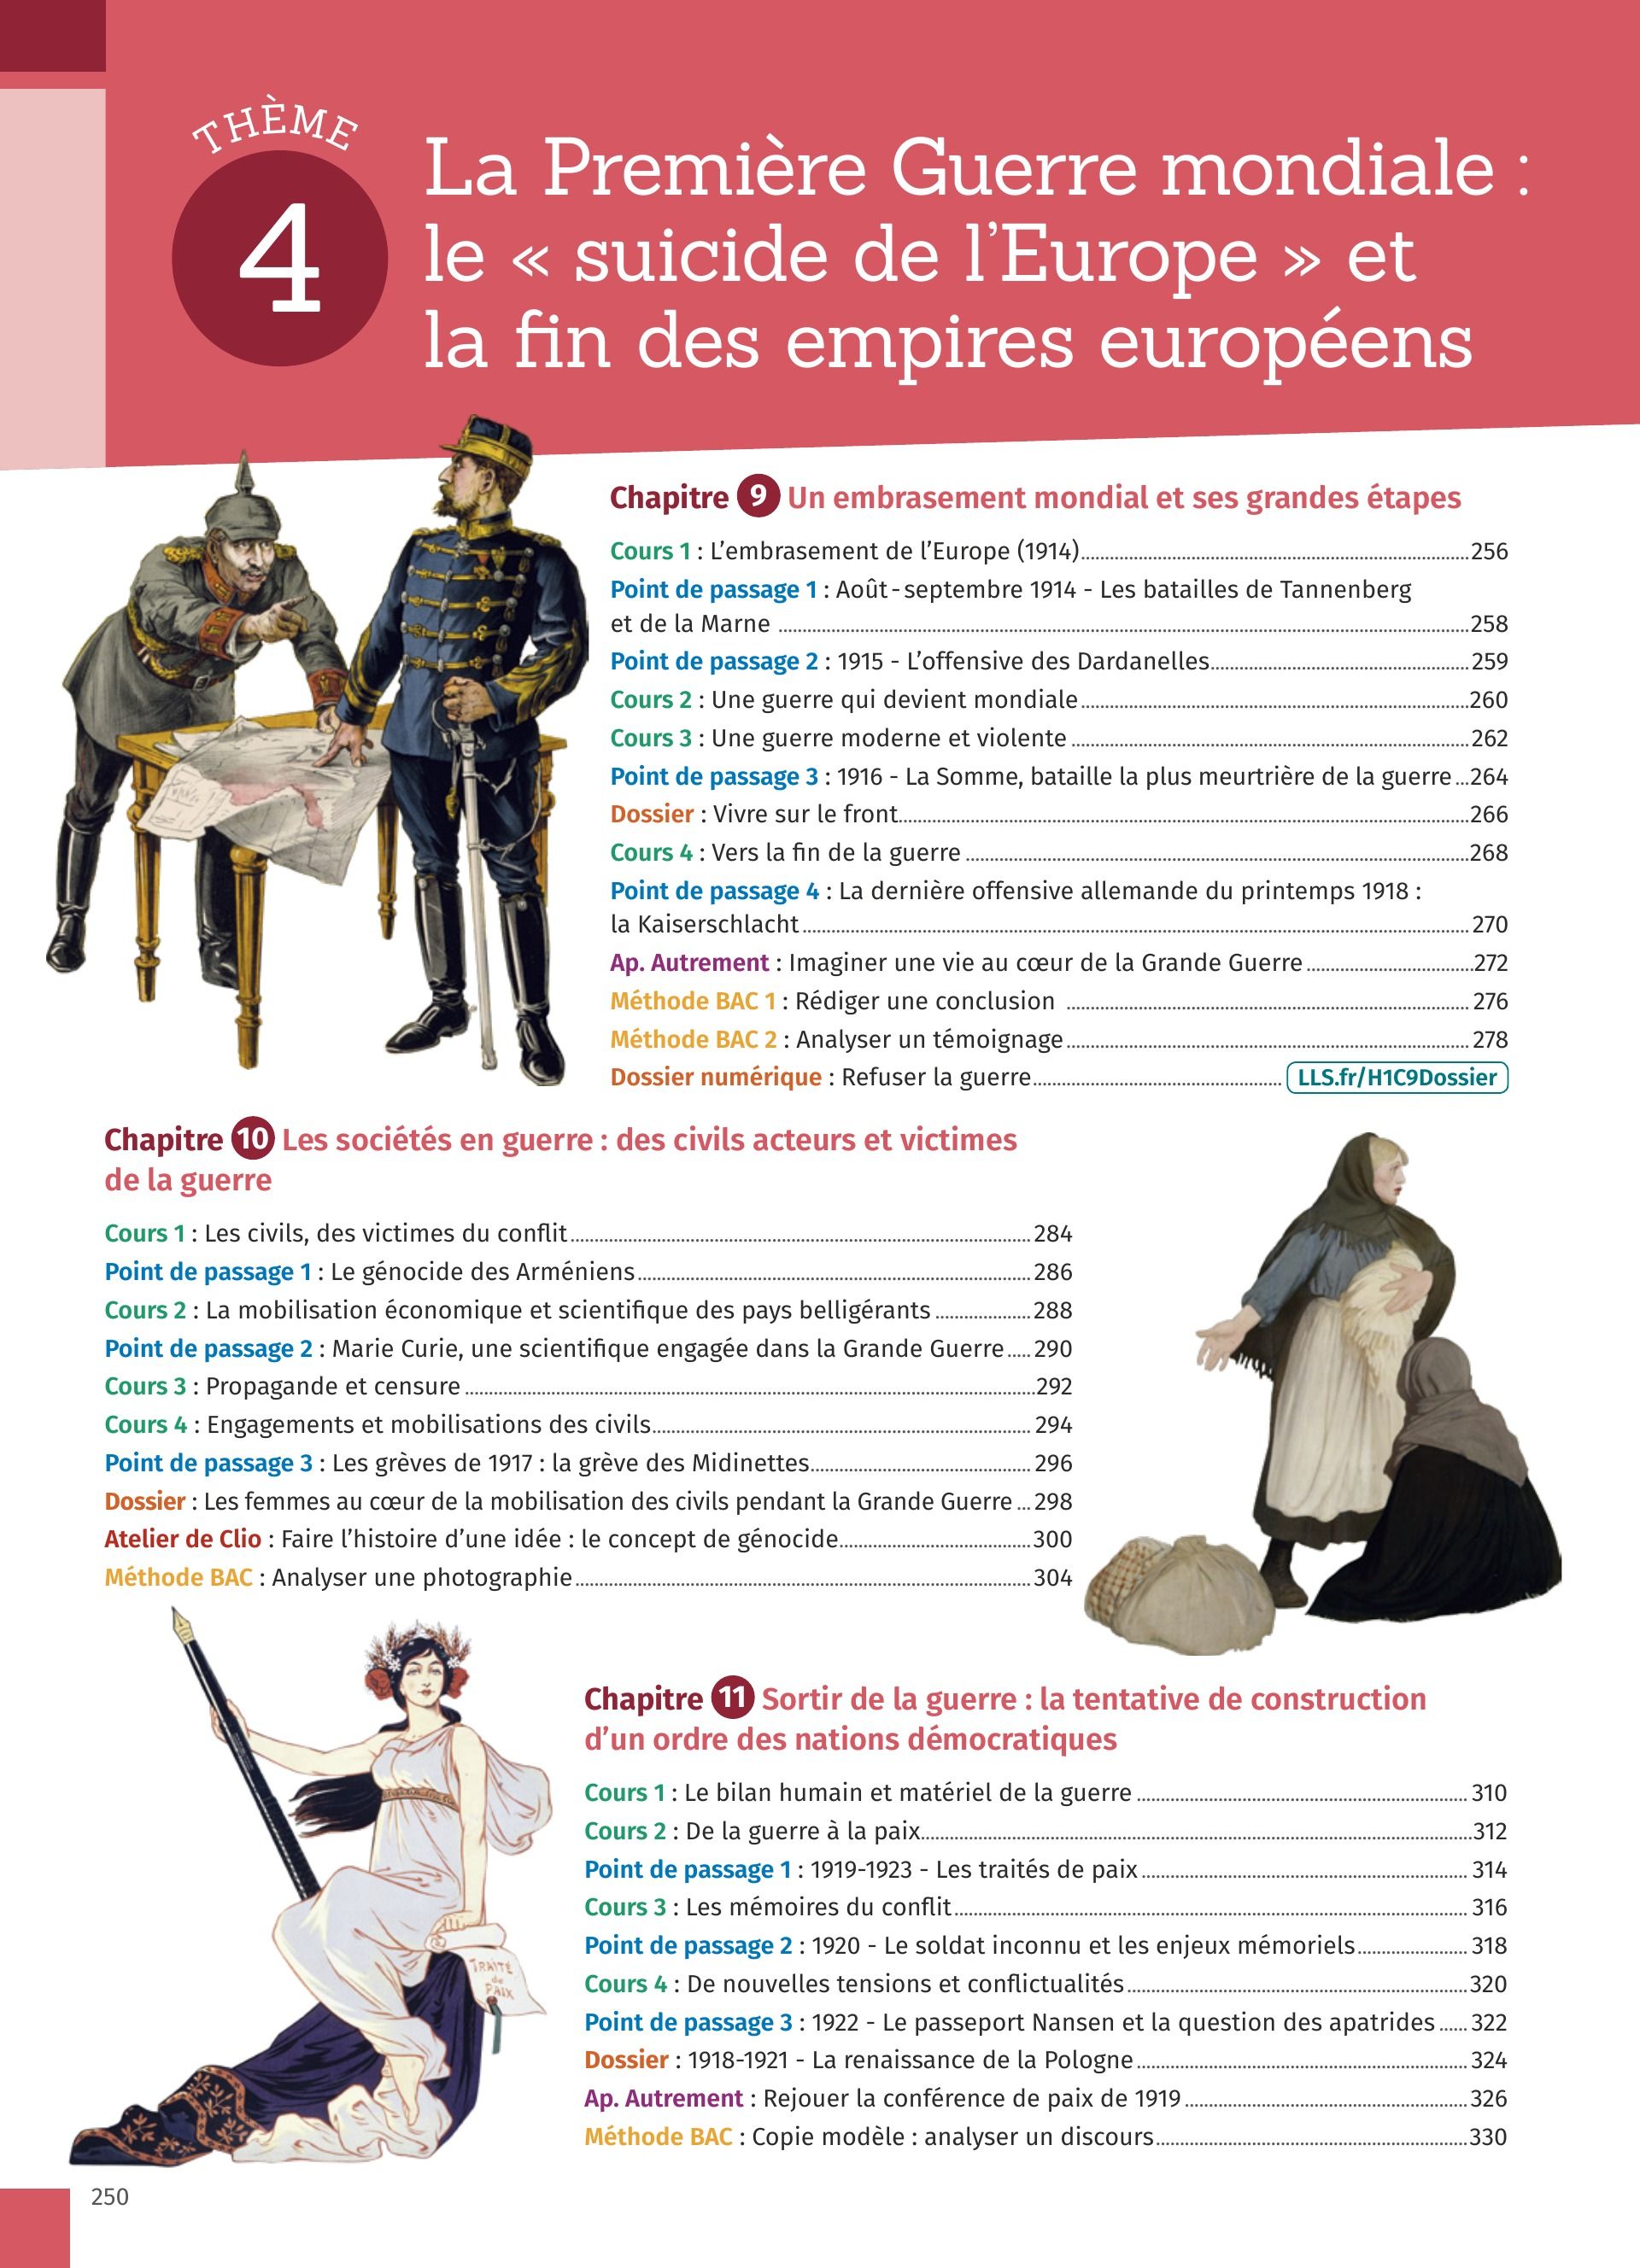 THÈME
4
La Première Guerre mondiale :
le « suicide de l’Europe » et
la fin des empires européens
Chapitre 9 Un embrasement mondial et ses grandes étapes
Cours 1 : L’embrasement de l’Europe (1914)...256
Point de passage 1 : Août - septembre 1914 - Les batailles de Tannenberg
et de la Marne ...258
Point de passage 2 : 1915 - L’offensive des Dardanelles...259
Cours 2 : Une guerre qui devient mondiale...260
Cours 3 : Une guerre moderne et violente ...262
Point de passage 3 : 1916 - La Somme, bataille la plus meurtrière de la guerre...264
Dossier : Vivre sur le front...266
Cours 4 : Vers la fin de la guerre ...268
Point de passage 4 : La dernière offensive allemande du printemps 1918 :
la Kaiserschlacht...270
Ap. Autrement : Imaginer une vie au cœur de la Grande Guerre...272
Méthode BAC 1 : Rédiger une conclusion ...276
Méthode BAC 2 : Analyser un témoignage...278
Dossier numérique : Refuser la guerre... LLS.fr/H1C9Dossier
Chapitre 10 Les sociétés en guerre : des civils acteurs et victimes
de la guerre
Cours 1 : Les civils, des victimes du conflit...284
Point de passage 1 : Le génocide des Arméniens...286
Cours 2 : La mobilisation économique et scientifique des pays belligérants ...288
Point de passage 2 : Marie Curie, une scientifique engagée dans la Grande Guerre...290
Cours 3 : Propagande et censure ...292
Cours 4 : Engagements et mobilisations des civils...294
Point de passage 3 : Les grèves de 1917 : la grève des Midinettes...296
Dossier : Les femmes au cœur de la mobilisation des civils pendant la Grande Guerre ...298
Atelier de Clio : Faire l’histoire d’une idée : le concept de génocide...300
Méthode BAC : Analyser une photographie...304
TRAITÉ
de
PAIX
Chapitre 11 Sortir de la guerre : la tentative de construction
d’un ordre des nations démocratiques
Cours 1 : Le bilan humain et matériel de la guerre ...310
Cours 2 : De la guerre à la paix...312
Point de passage 1 : 1919-1923 - Les traités de paix...314
Cours 3 : Les mémoires du conflit...316
Point de passage 2 : 1920 - Le soldat inconnu et les enjeux mémoriels...318
Cours 4 : De nouvelles tensions et conflictualités...320
Point de passage 3 : 1922 - Le passeport Nansen et la question des apatrides...322
Dossier : 1918-1921 - La renaissance de la Pologne...324
Ap. Autrement : Rejouer la conférence de paix de 1919...326
Méthode BAC : Copie modèle : analyser un discours...330
250